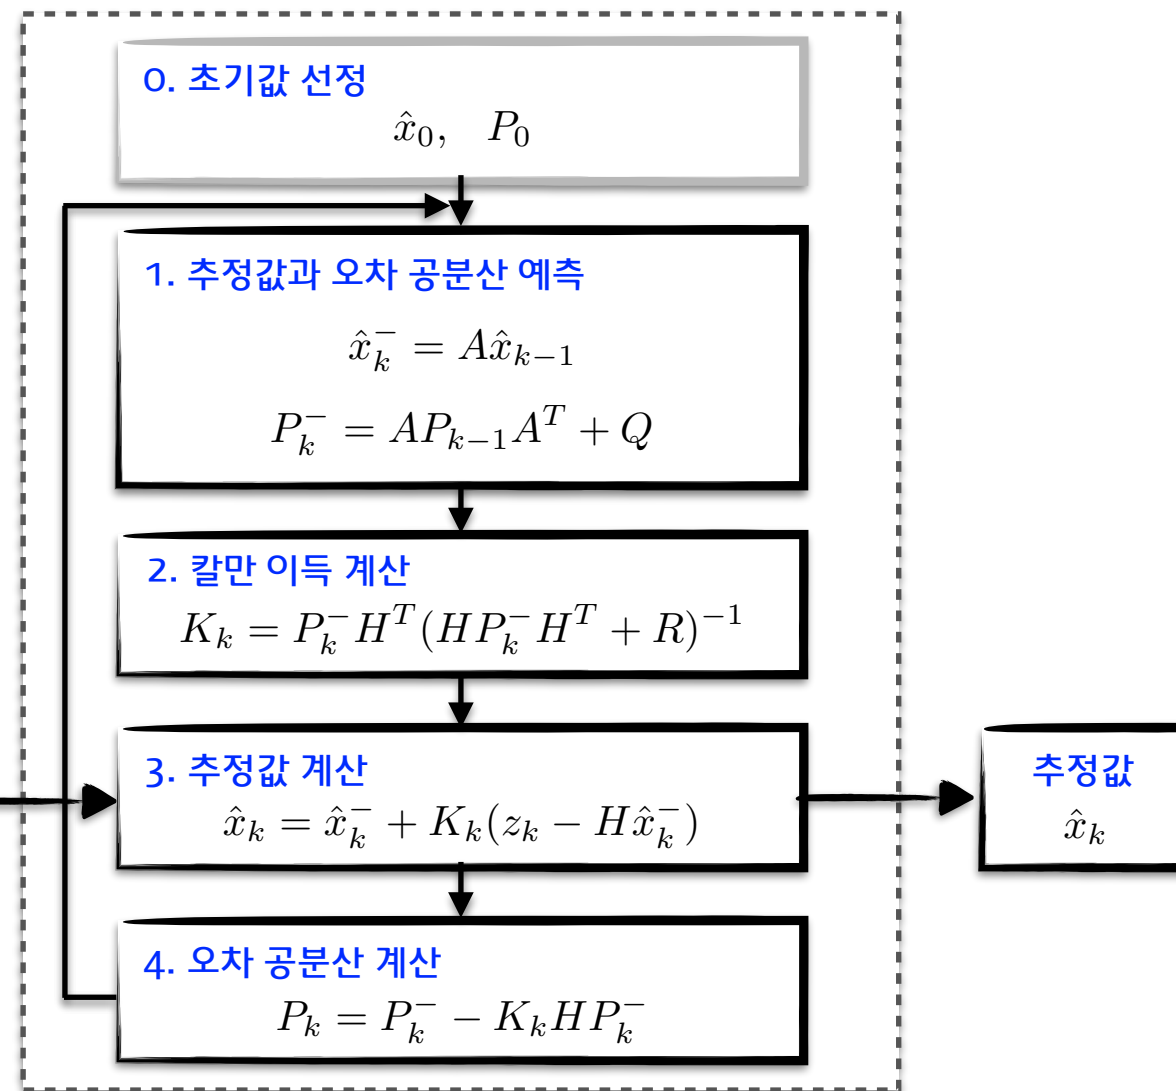 0. 초기값 선정
x̂₀, P₀
1. 추정값과 오차 공분산 예측
x̂ₖ⁻ = Ax̂ₖ₋₁
Pₖ⁻ = APₖ₋₁Aᵀ + Q
2. 칼만 이득 계산
Kₖ = Pₖ⁻Hᵀ(HPₖ⁻Hᵀ + R)⁻¹
3. 추정값 계산
x̂ₖ = x̂ₖ⁻ + Kₖ(zₖ − Hx̂ₖ⁻)
추정값
x̂ₖ
4. 오차 공분산 계산
Pₖ = Pₖ⁻ − KₖHPₖ⁻